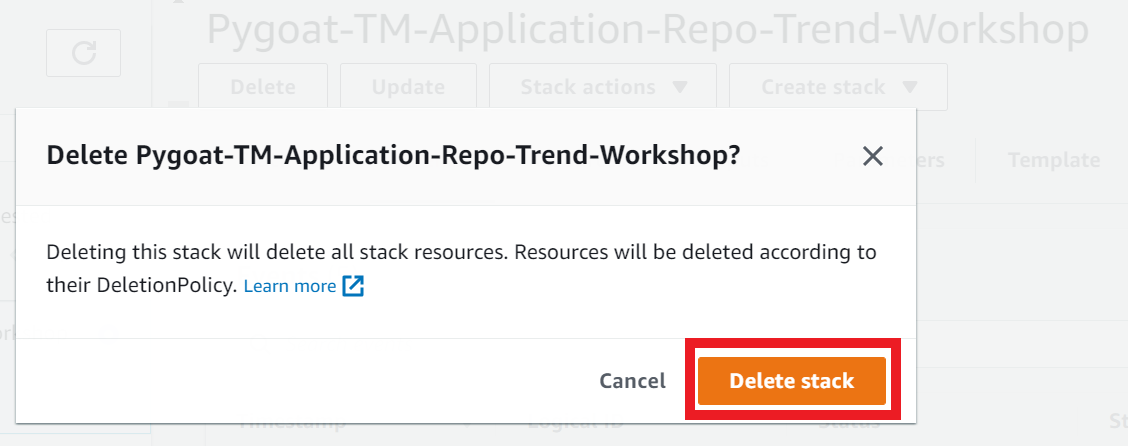 Pygoat-TM-Application-Repo-Trend-Workshop
Delete Update Stack actions Create stack
Delete Pygoat-TM-Application-Repo-Trend-Workshop?
Template
Deleting this stack will delete all stack resources. Resources will be deleted according to
their DeletionPolicy. Learn more
Cancel Delete stack
Timestamp Logical ID Status